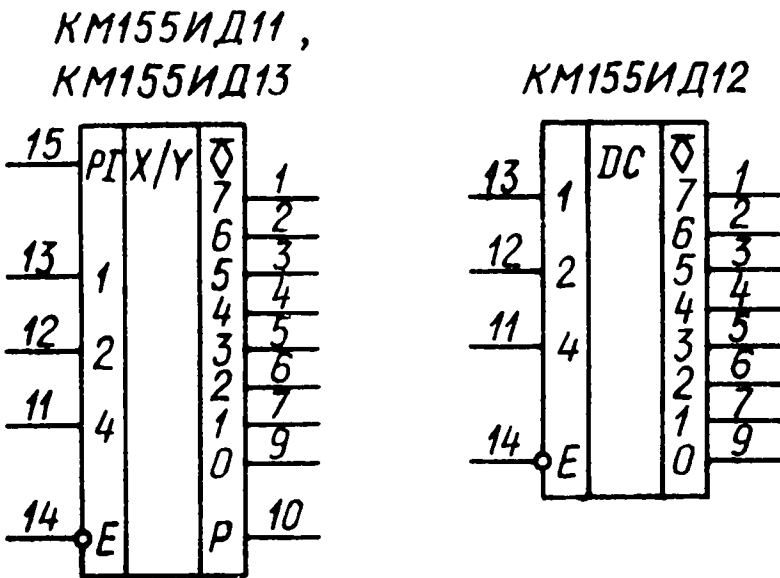 КМ155ИД11,
КМ155ИД13
15 PI X/Y ◇
7 1
6 2
13 1 5 3
4 4
12 2 3 5
2 6
11 4 1 7
0 9
14 E P 10
КМ155ИД12
DC ◇
13 1 7 1
6 2
12 2 5 3
4 4
11 4 3 5
2 6
1 7
14 E 0 9